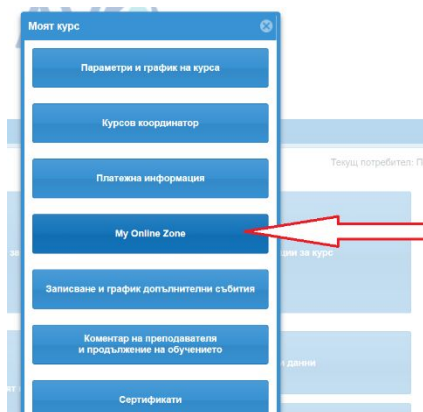 Моят курс
Параметри и график на курса
Курсов координатор
Платежна информация
Текущ потребител: П
My Online Zone
ции за курс
Записване и график допълнителни събития
Коментар на преподавателя
и продължение на обучението
и данни
Сертификати